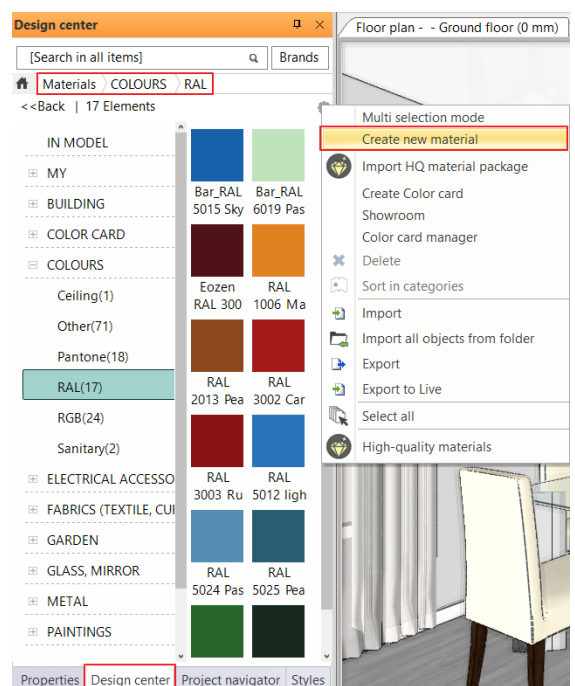 Design center
Floor plan - - Ground floor (0 mm)
[Search in all items]
Brands
Materials COLOURS RAL
<<Back | 17 Elements
IN MODEL
MY
BUILDING
COLOR CARD
COLOURS
Ceiling(1)
Other(71)
Pantone(18)
RAL(17)
RGB(24)
Sanitary(2)
ELECTRICAL ACCESSO
FABRICS (TEXTILE, CUR
GARDEN
GLASS, MIRROR
METAL
PAINTINGS
Bar_RAL
5015 Sky
Bar_RAL
6019 Pas
Eozen
RAL 300
RAL
1006 Ma
RAL
2013 Pea
RAL
3002 Car
RAL
3003 Ru
RAL
5012 ligh
RAL
5024 Pas
RAL
5025 Pea
Multi selection mode
Create new material
Import HQ material package
Create Color card
Showroom
Color card manager
Delete
Sort in categories
Import
Import all objects from folder
Export
Export to Live
Select all
High-quality materials
Properties
Design center
Project navigator
Styles